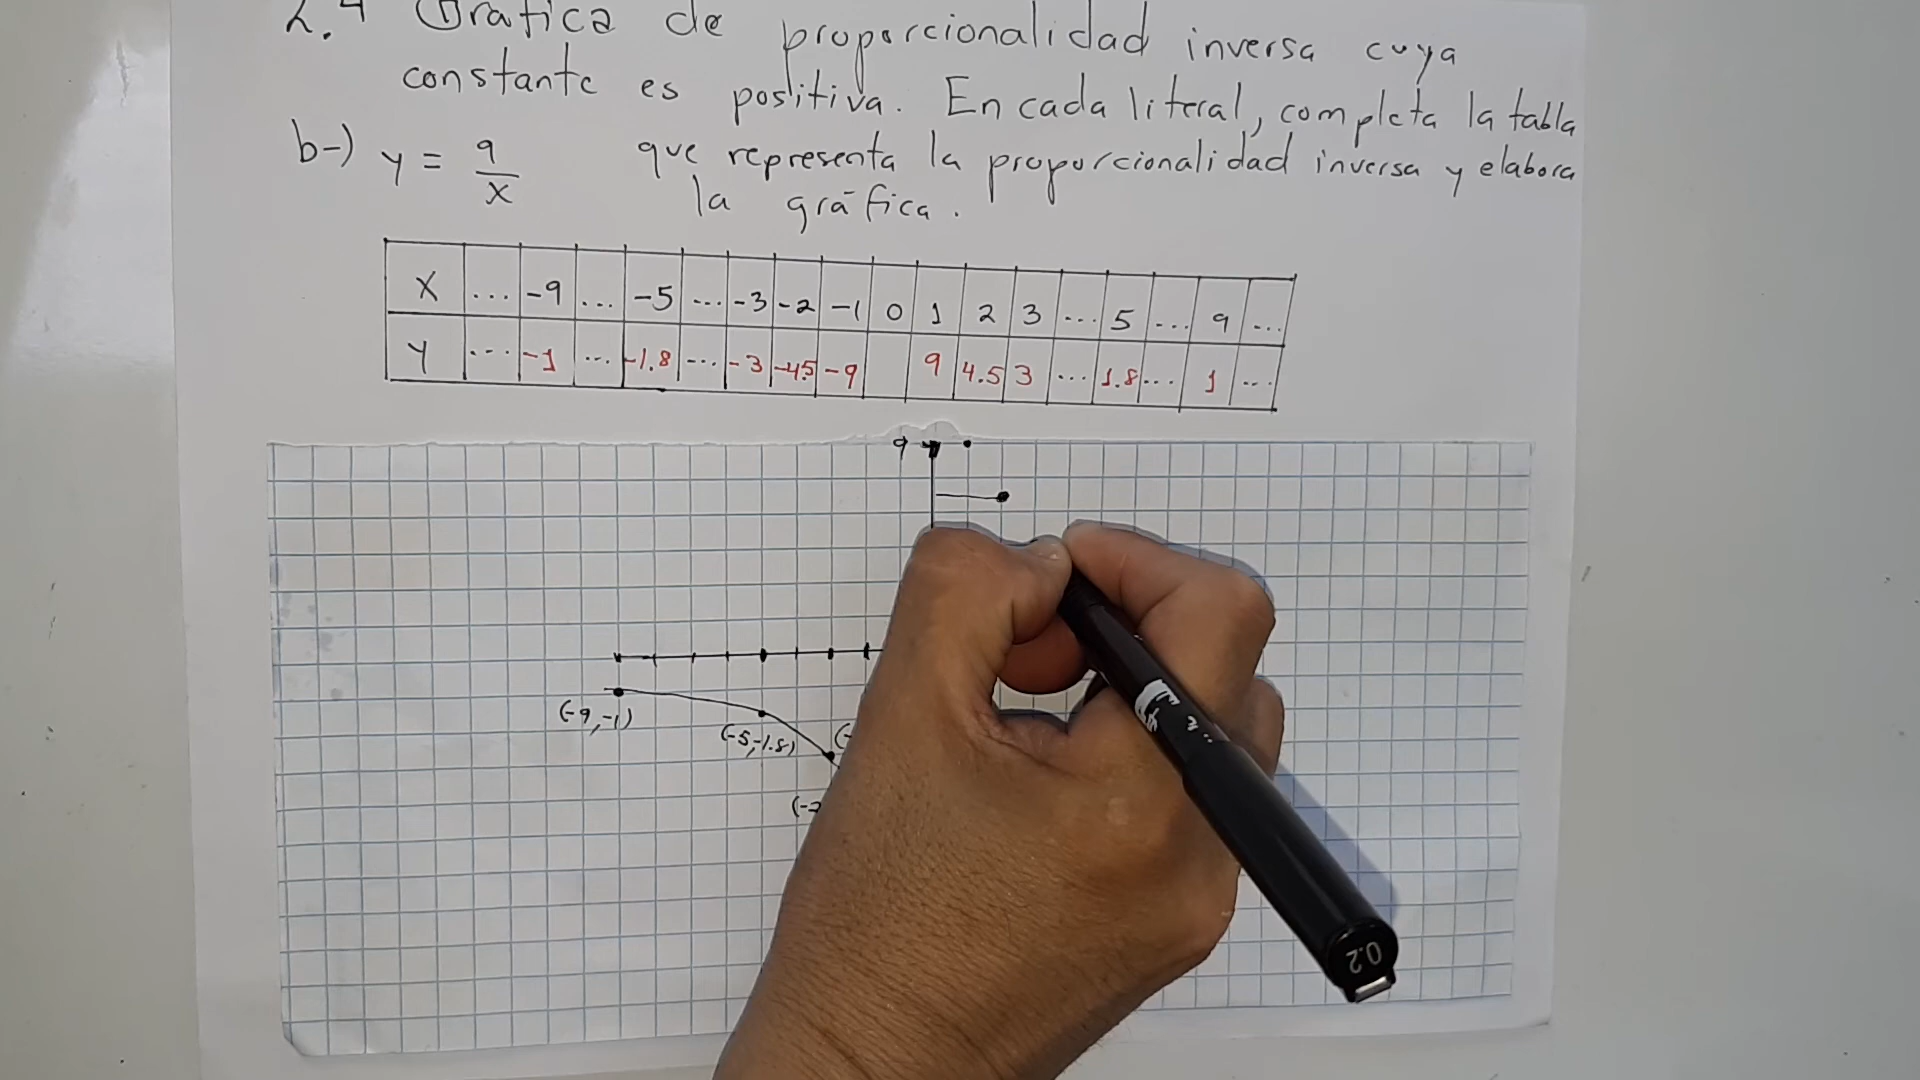 2.4 Gráfica de proporcionalidad inversa cuya
constante es positiva. En cada literal, completa la tabla
b-) y = 9/x que representa la proporcionalidad inversa y elabora
la gráfica.
X ... -9 ... -5 ... -3 -2 -1 0 1 2 3 ... 5 ... 9 ...
Y ... -1 ... -1.8 ... -3 -4.5 -9 9 4.5 3 ... 1.8 ... 1 ...
9
(-9,-1)
(-5,-1.8)
(-
(-2
0.2